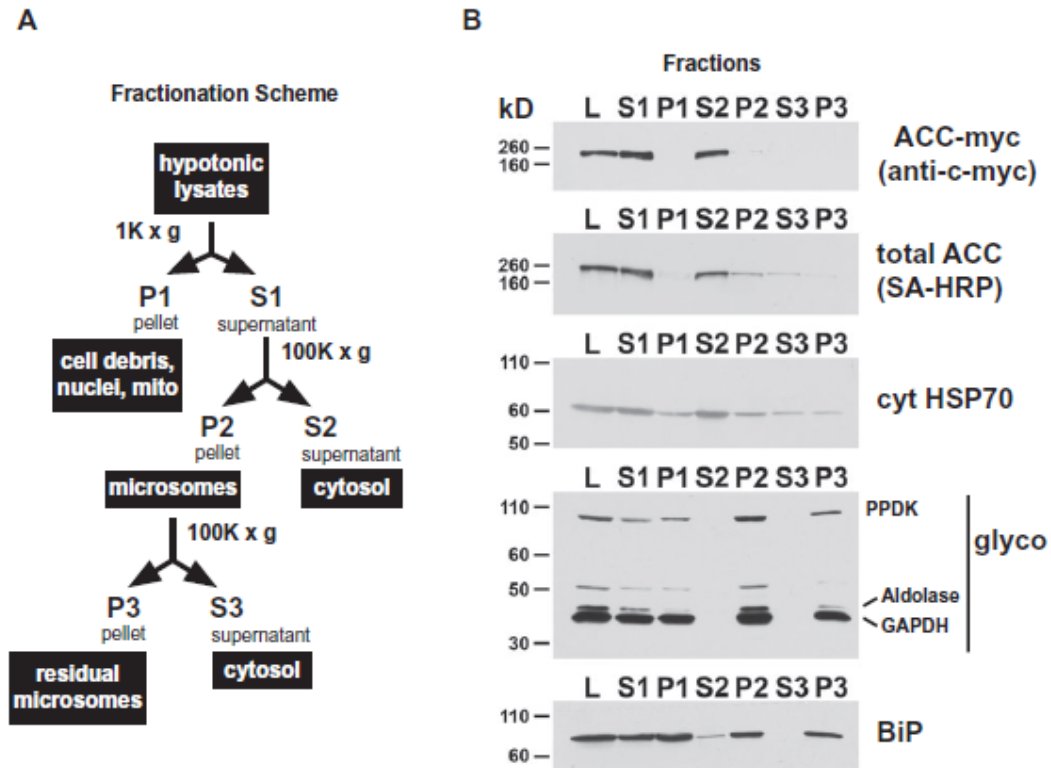 A
Fractionation Scheme
hypotonic
lysates
1K x g
P1
pellet
S1
supernatant
cell debris,
nuclei, mito
100K x g
P2
pellet
S2
supernatant
microsomes
cytosol
100K x g
P3
pellet
S3
supernatant
residual
microsomes
cytosol
B
Fractions
kD
L S1 P1 S2 P2 S3 P3
260
160
ACC-myc
(anti-c-myc)
L S1 P1 S2 P2 S3 P3
260
160
total ACC
(SA-HRP)
L S1 P1 S2 P2 S3 P3
110
60
50
cyt HSP70
L S1 P1 S2 P2 S3 P3
110
60
50
30
PPDK
Aldolase
GAPDH
glyco
L S1 P1 S2 P2 S3 P3
110
60
BiP